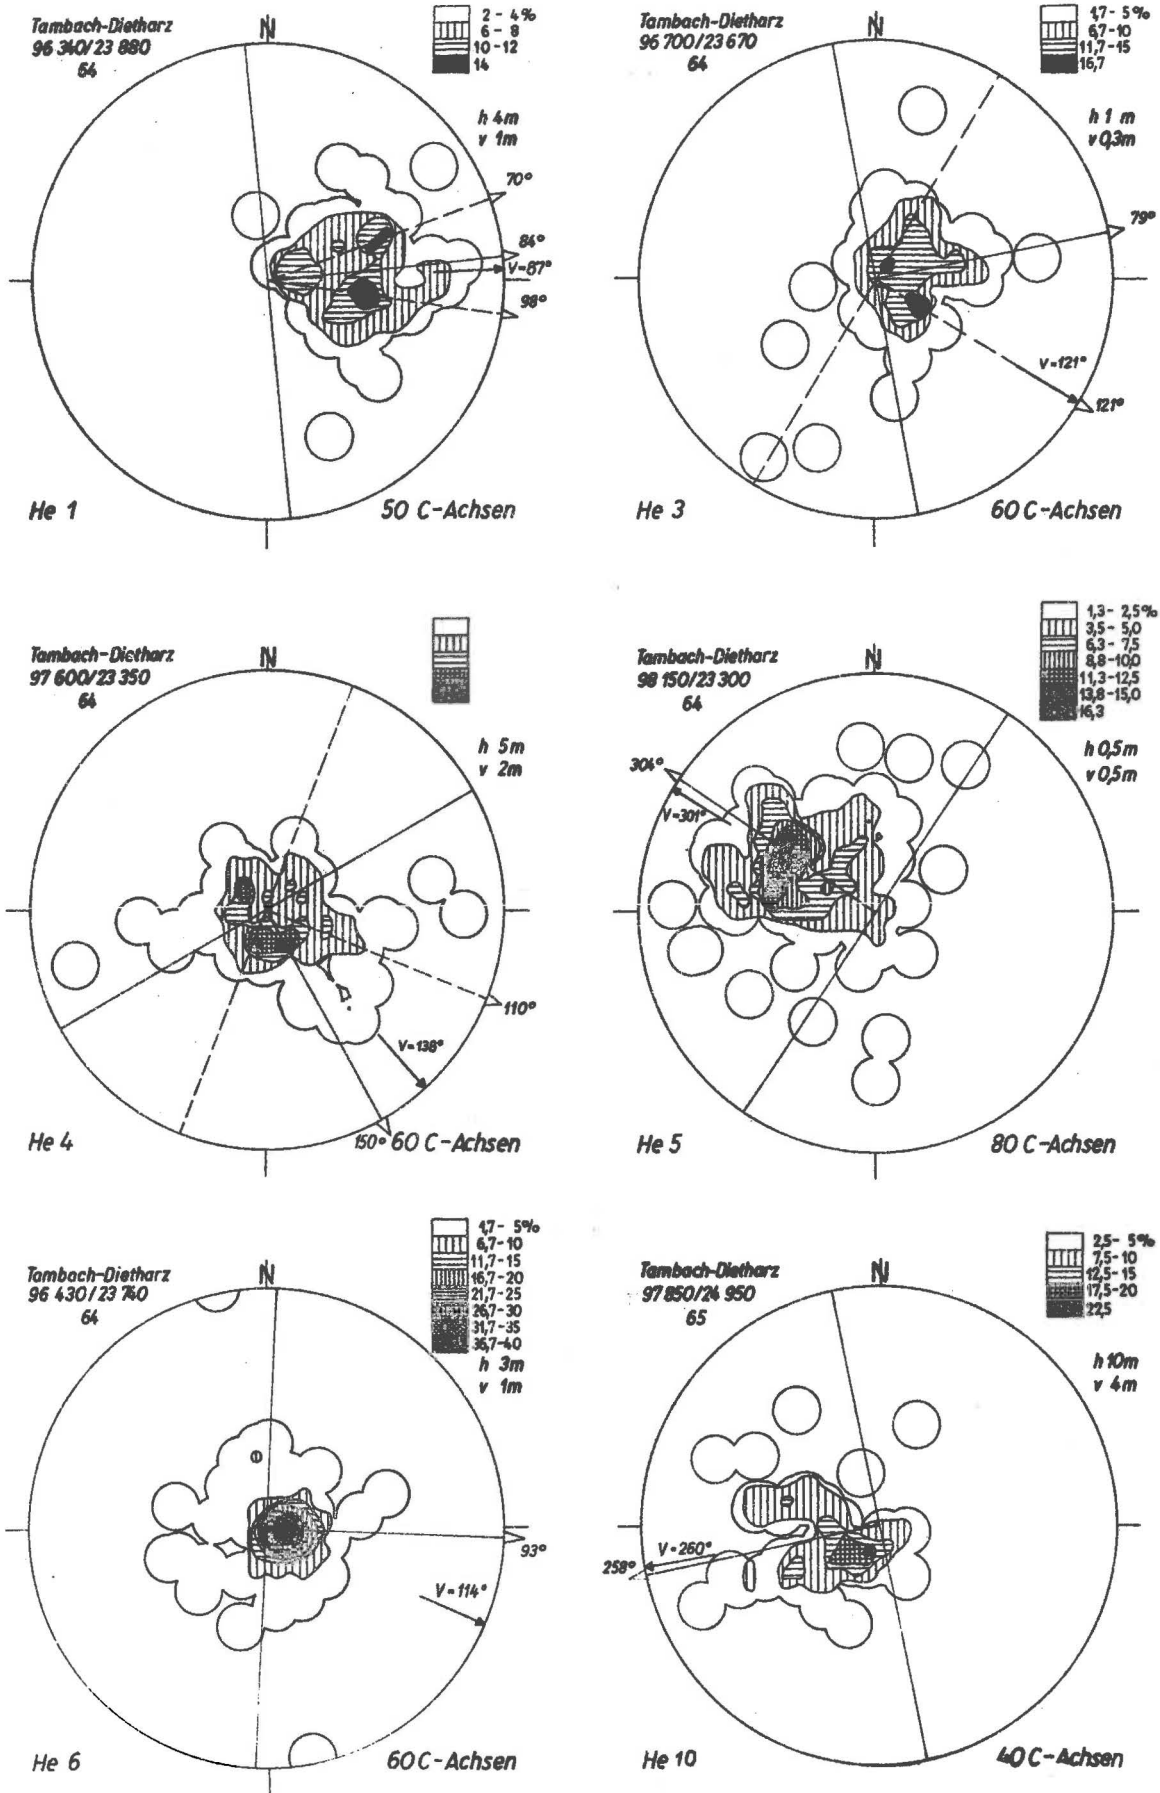 Tambach-Dietharz
96 340/23 880
64
N
2 - 4%
6 - 8
10 -12
14
h 4m
v 1m
70°
84°
V=87°
98°
He 1
50 C-Achsen
Tambach-Dietharz
96 700/23 670
64
N
1,7- 5%
6,7-10
11,7-15
16,7
h 1 m
v 0,3m
79°
V=121°
121°
He 3
60 C-Achsen
Tambach-Dietharz
97 600/23 350
64
N
h 5m
v 2m
110°
V=138°
150°
He 4
60 C-Achsen
Tambach-Dietharz
98 150/23 300
64
N
1,3- 2,5%
3,5- 5,0
6,3- 7,5
8,8-10,0
11,3-12,5
13,8-15,0
16,3
h 0,5m
v 0,5m
304°
V=301°
He 5
80 C-Achsen
Tambach-Dietharz
96 430/23 740
64
N
1,7- 5%
6,7-10
11,7-15
16,7-20
21,7-25
26,7-30
31,7-35
36,7-40
h 3m
v 1m
93°
V=114°
He 6
60 C-Achsen
Tambach-Dietharz
97 850/24 950
65
N
2,5- 5%
7,5-10
12,5-15
17,5-20
22,5
h 10m
v 4m
V=260°
258°
He 10
40 C-Achsen